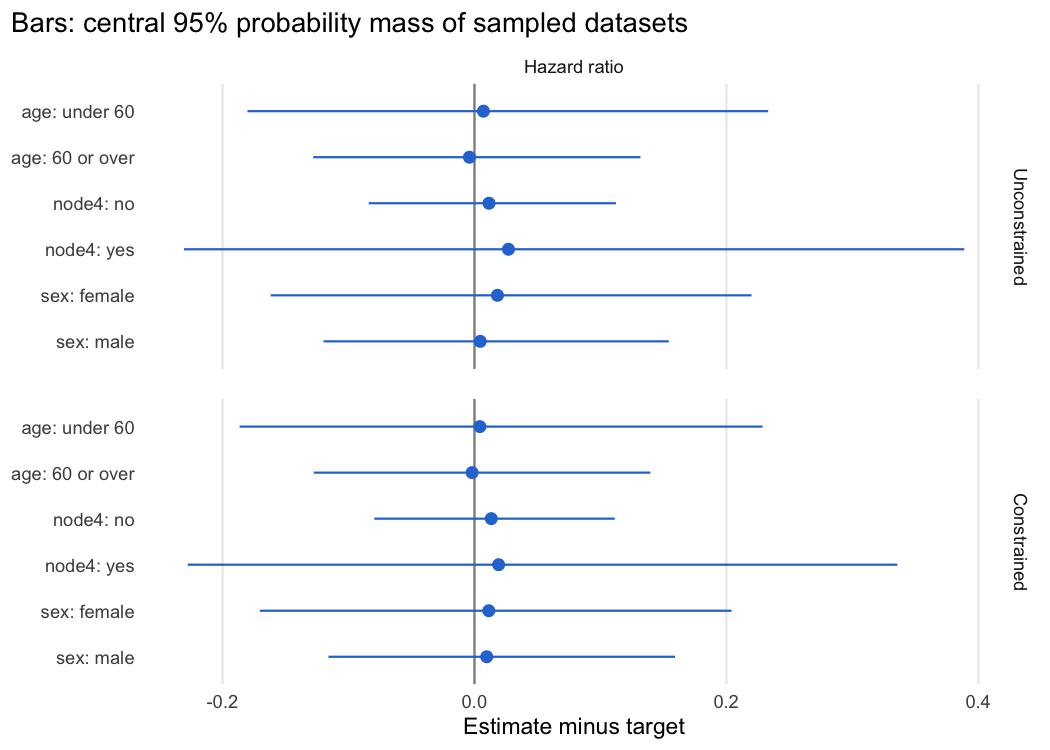 Bars: central 95% probability mass of sampled datasets
Hazard ratio
age: under 60
age: 60 or over
node4: no
node4: yes
sex: female
sex: male
Unconstrained
age: under 60
age: 60 or over
node4: no
node4: yes
sex: female
sex: male
Constrained
-0.2 0.0 0.2 0.4
Estimate minus target